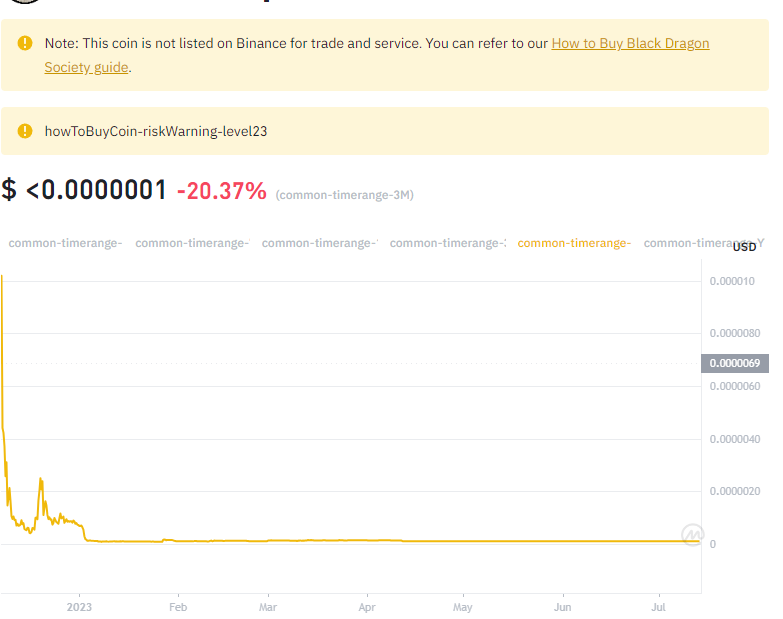 Note: This coin is not listed on Binance for trade and service. You can refer to our How to Buy Black Dragon
Society guide.
howToBuyCoin-riskWarning-level23
$ <0.0000001 -20.37% (common-timerange-3M)
common-timerange- common-timerange- common-timerange- common-timerange- common-timerange- common-timerange-Y
USD
0.000010
0.0000080
0.0000069
0.0000060
0.0000040
0.0000020
0
2023 Feb Mar Apr May Jun Jul